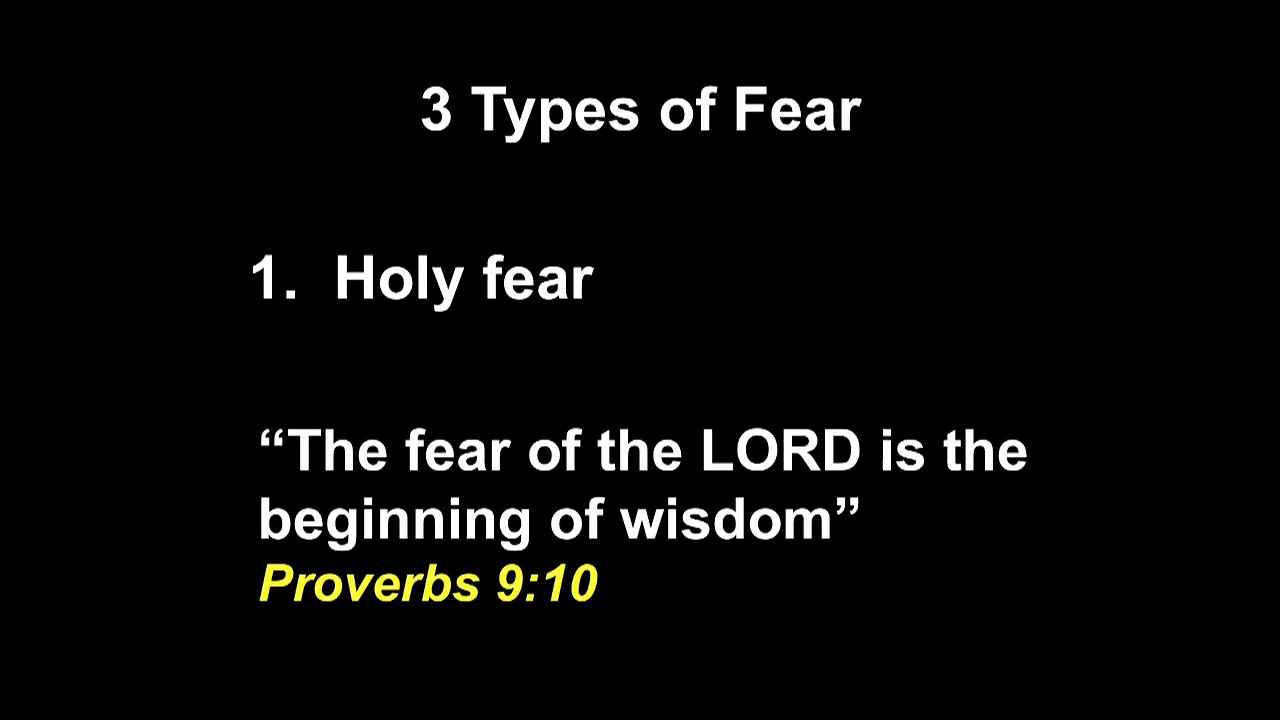 3 Types of Fear
1. Holy fear
“The fear of the LORD is the
beginning of wisdom”
Proverbs 9:10